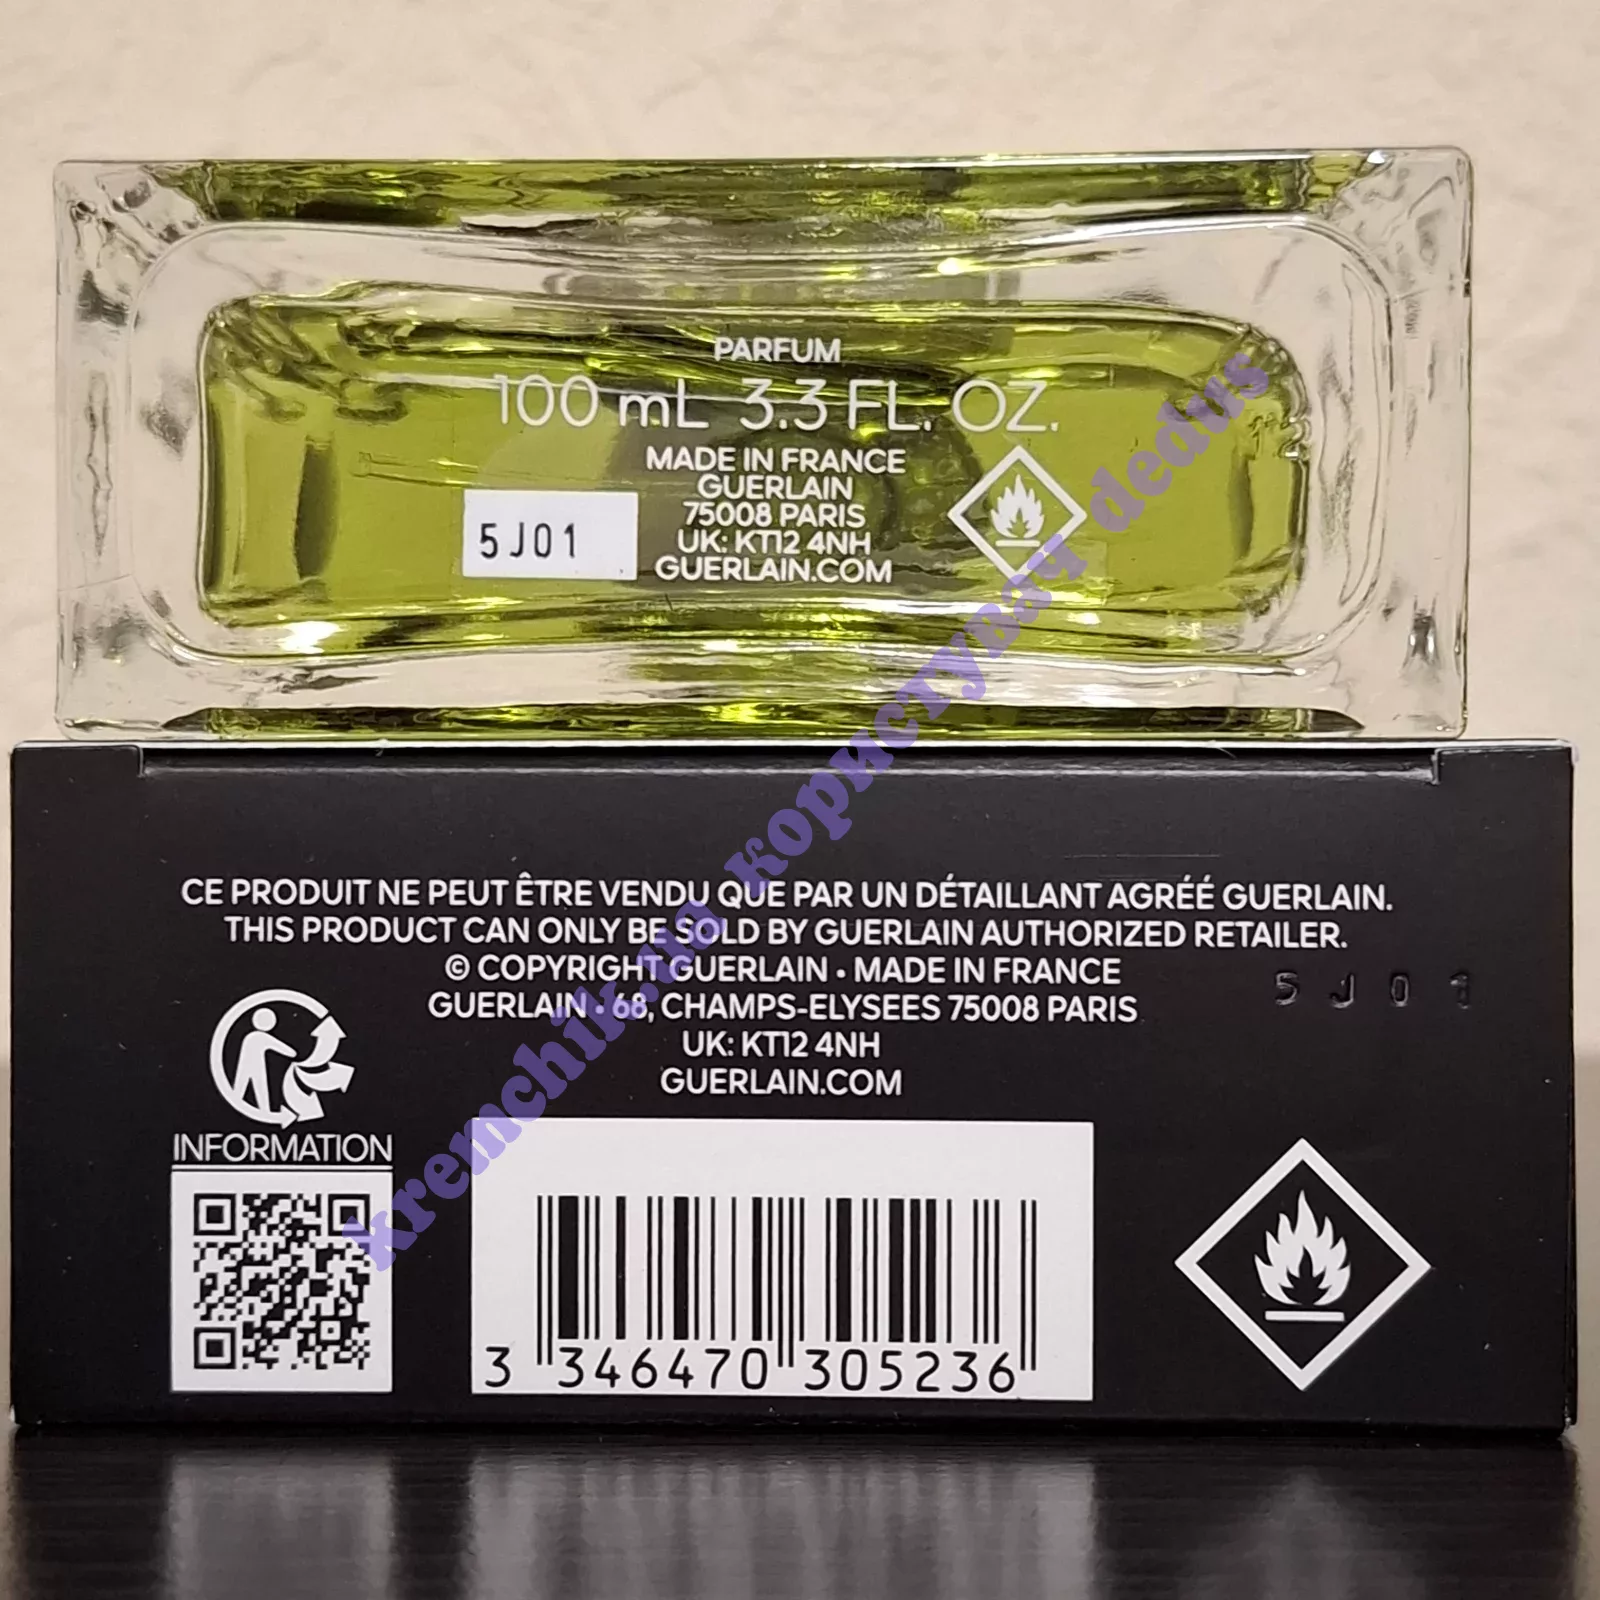 PARFUM
100 mL 3.3 FL. OZ.
MADE IN FRANCE
GUERLAIN
75008 PARIS
UK: KT12 4NH
GUERLAIN.COM
5J01
CE PRODUIT NE PEUT ÊTRE VENDU QUE PAR UN DÉTAILLANT AGRÉÉ GUERLAIN.
THIS PRODUCT CAN ONLY BE SOLD BY GUERLAIN AUTHORIZED RETAILER.
© COPYRIGHT GUERLAIN • MADE IN FRANCE
GUERLAIN • 68, CHAMPS-ELYSEES 75008 PARIS
UK: KT12 4NH
GUERLAIN.COM
5J01
INFORMATION
3 346470 305236
kremchik.ua користувач dedus